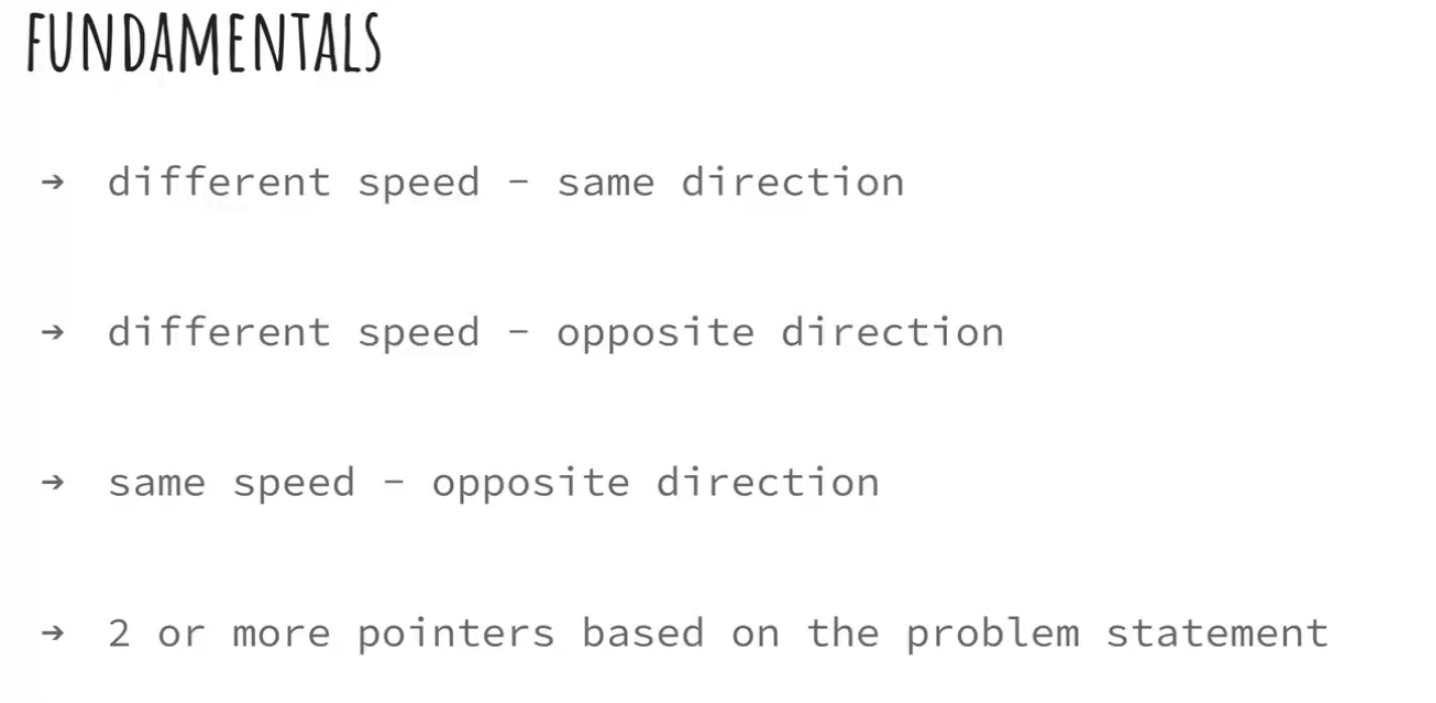 FUNDAMENTALS
→ different speed - same direction
→ different speed - opposite direction
→ same speed - opposite direction
→ 2 or more pointers based on the problem statement